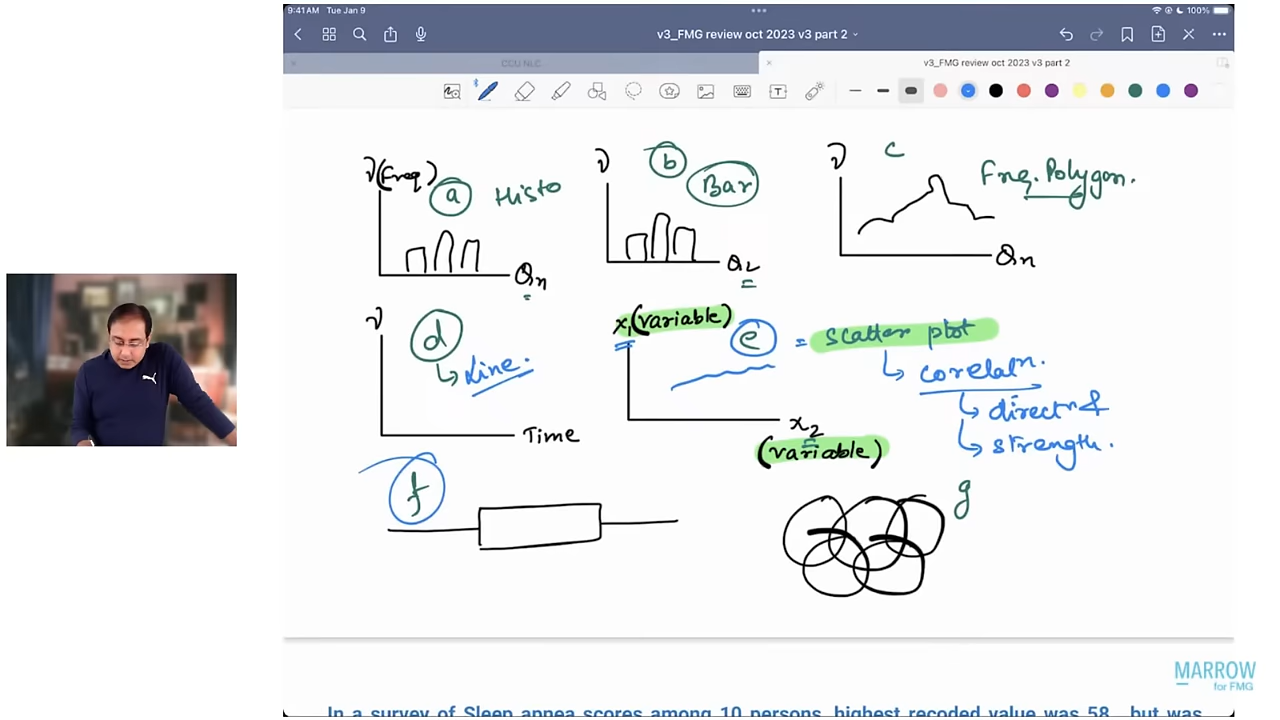 9:41 AM Tue Jan 9
100%
v3_FMG review oct 2023 v3 part 2
CCU NLC
v3_FMG review oct 2023 v3 part 2
T
ν(Freq)
a
Histo
Qn
ν
b
Bar
QL
ν
C
Freq. Polygon.
Qn
ν
d
Line.
Time
x1(variable)
e
= scatter plot
corelatn.
directn &
strength.
x2
(variable)
f
g
MARROW
for FMG
In a survey of Sleep apnea scores among 10 persons, highest recoded value was 58, but was